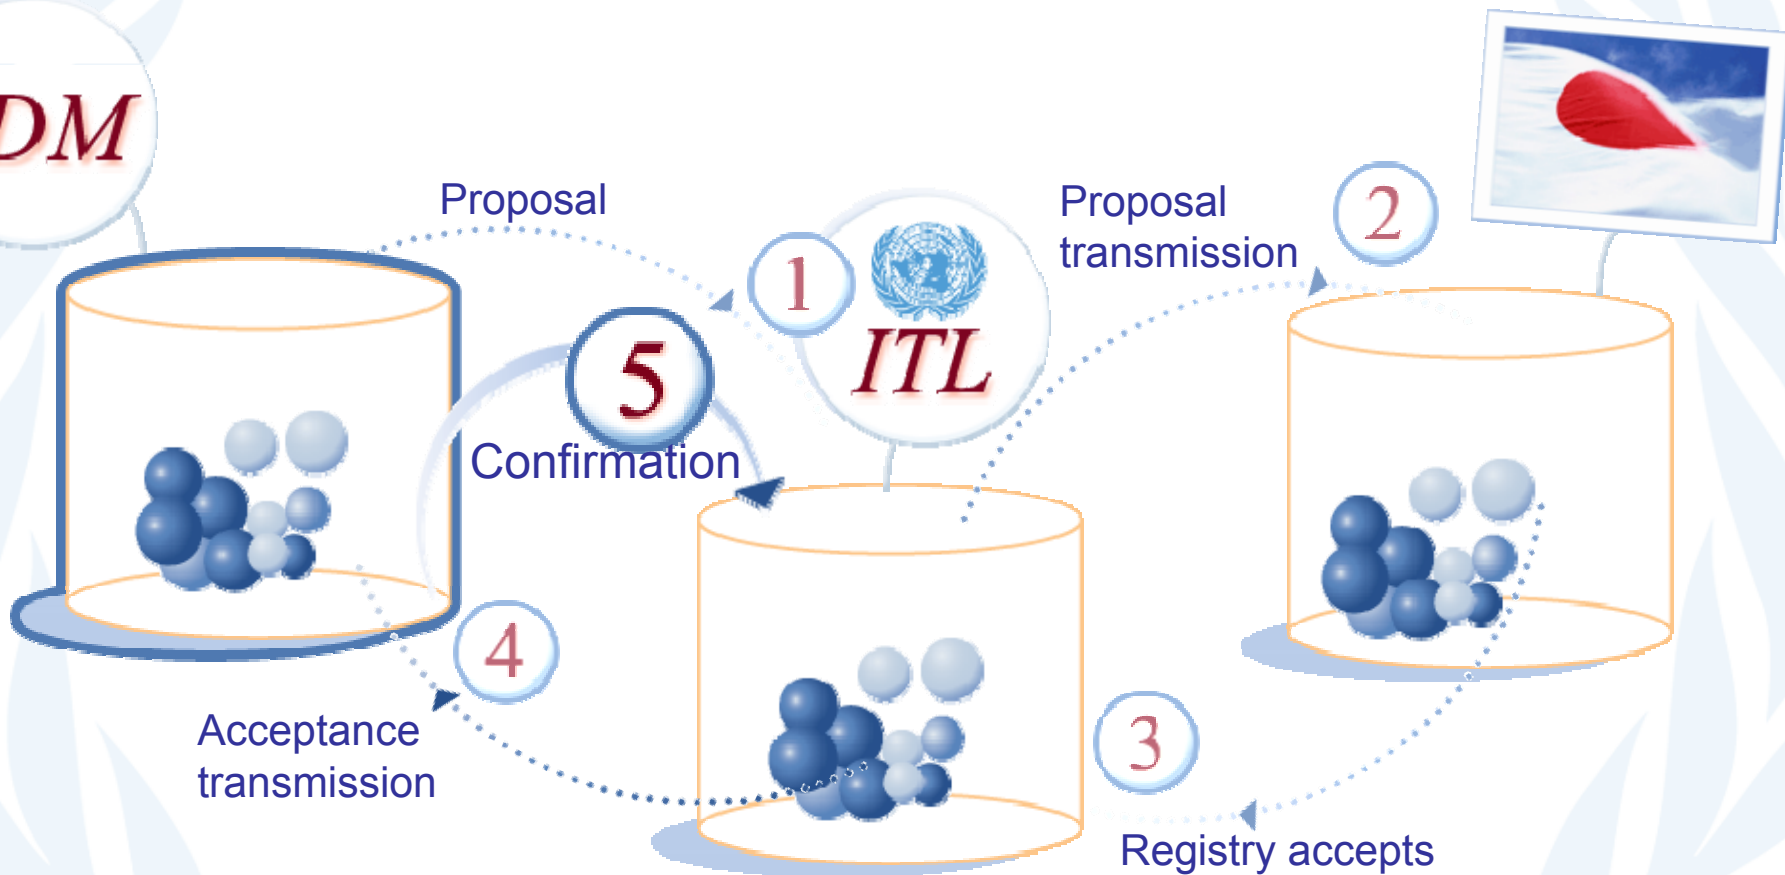 DM
Proposal
1
ITL
Proposal
transmission
2
5
Confirmation
4
Acceptance
transmission
3
Registry accepts